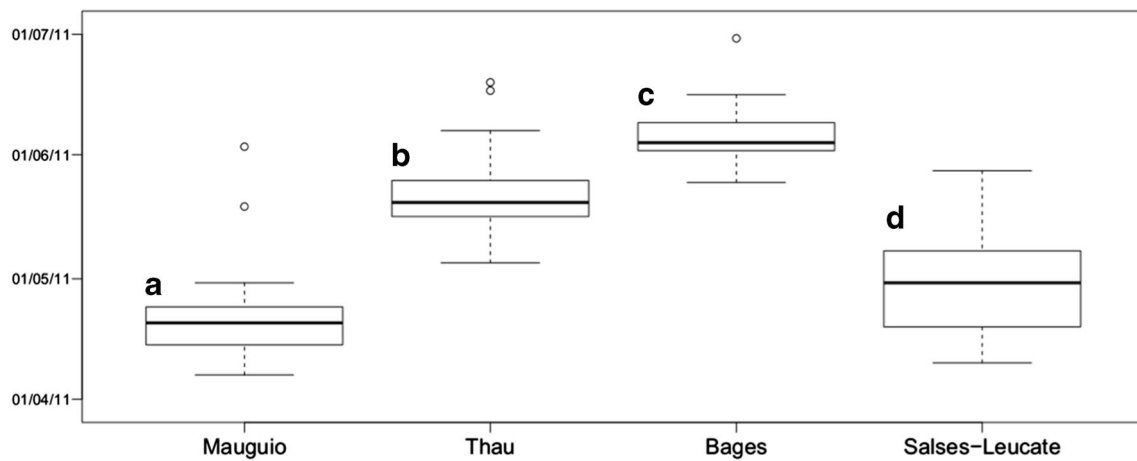 01/07/11
01/06/11
01/05/11
01/04/11
a
b
c
d
Mauguio
Thau
Bages
Salses-Leucate